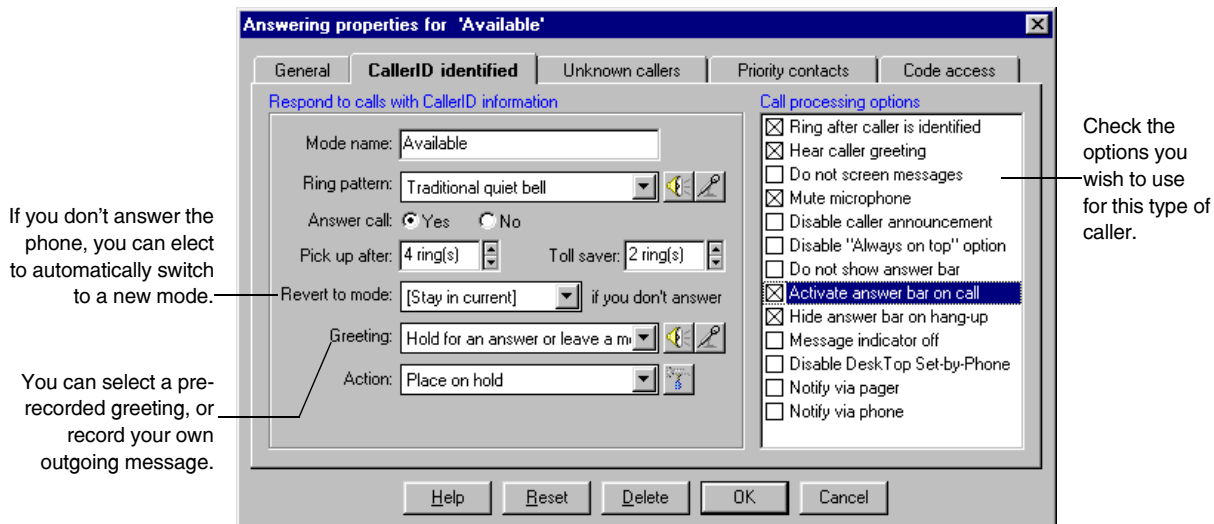 Answering properties for 'Available'
General
CallerID identified
Unknown callers
Priority contacts
Code access
Respond to calls with CallerID information
Mode name: Available
Ring pattern: Traditional quiet bell
Answer call: Yes No
Pick up after: 4 ring(s) Toll saver: 2 ring(s)
Revert to mode: [Stay in current] if you don't answer
Greeting: Hold for an answer or leave a
Action: Place on hold
Call processing options
Ring after caller is identified
Hear caller greeting
Do not screen messages
Mute microphone
Disable caller announcement
Disable "Always on top" option
Do not show answer bar
Activate answer bar on call
Hide answer bar on hang-up
Message indicator off
Disable DeskTop Set-by-Phone
Notify via pager
Notify via phone
Help
Reset
Delete
OK
Cancel
If you don’t answer the
phone, you can elect
to automatically switch
to a new mode.
You can select a pre-
recorded greeting, or
record your own
outgoing message.
Check the
options you
wish to use
for this type of
caller.